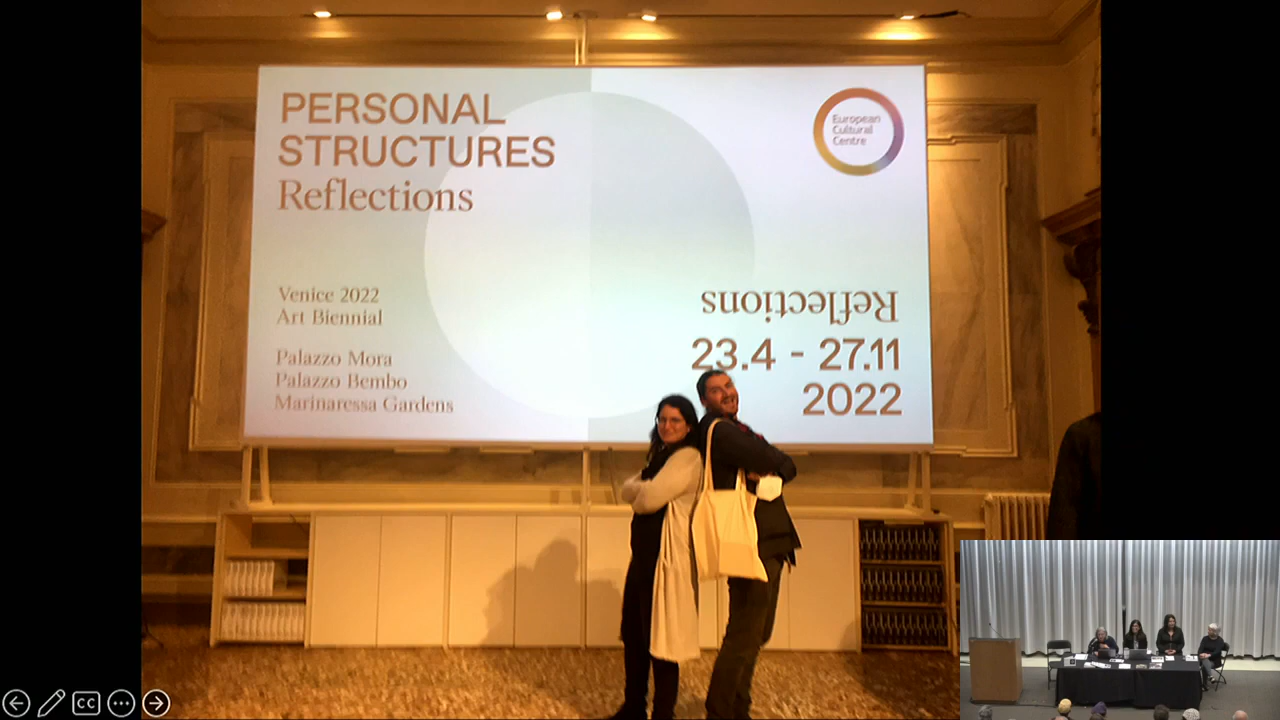 PERSONAL
STRUCTURES
Reflections
European
Cultural
Centre
Venice 2022
Art Biennial
Palazzo Mora
Palazzo Bembo
Marinaressa Gardens
Reflections
23.4 - 27.11
2022
CC